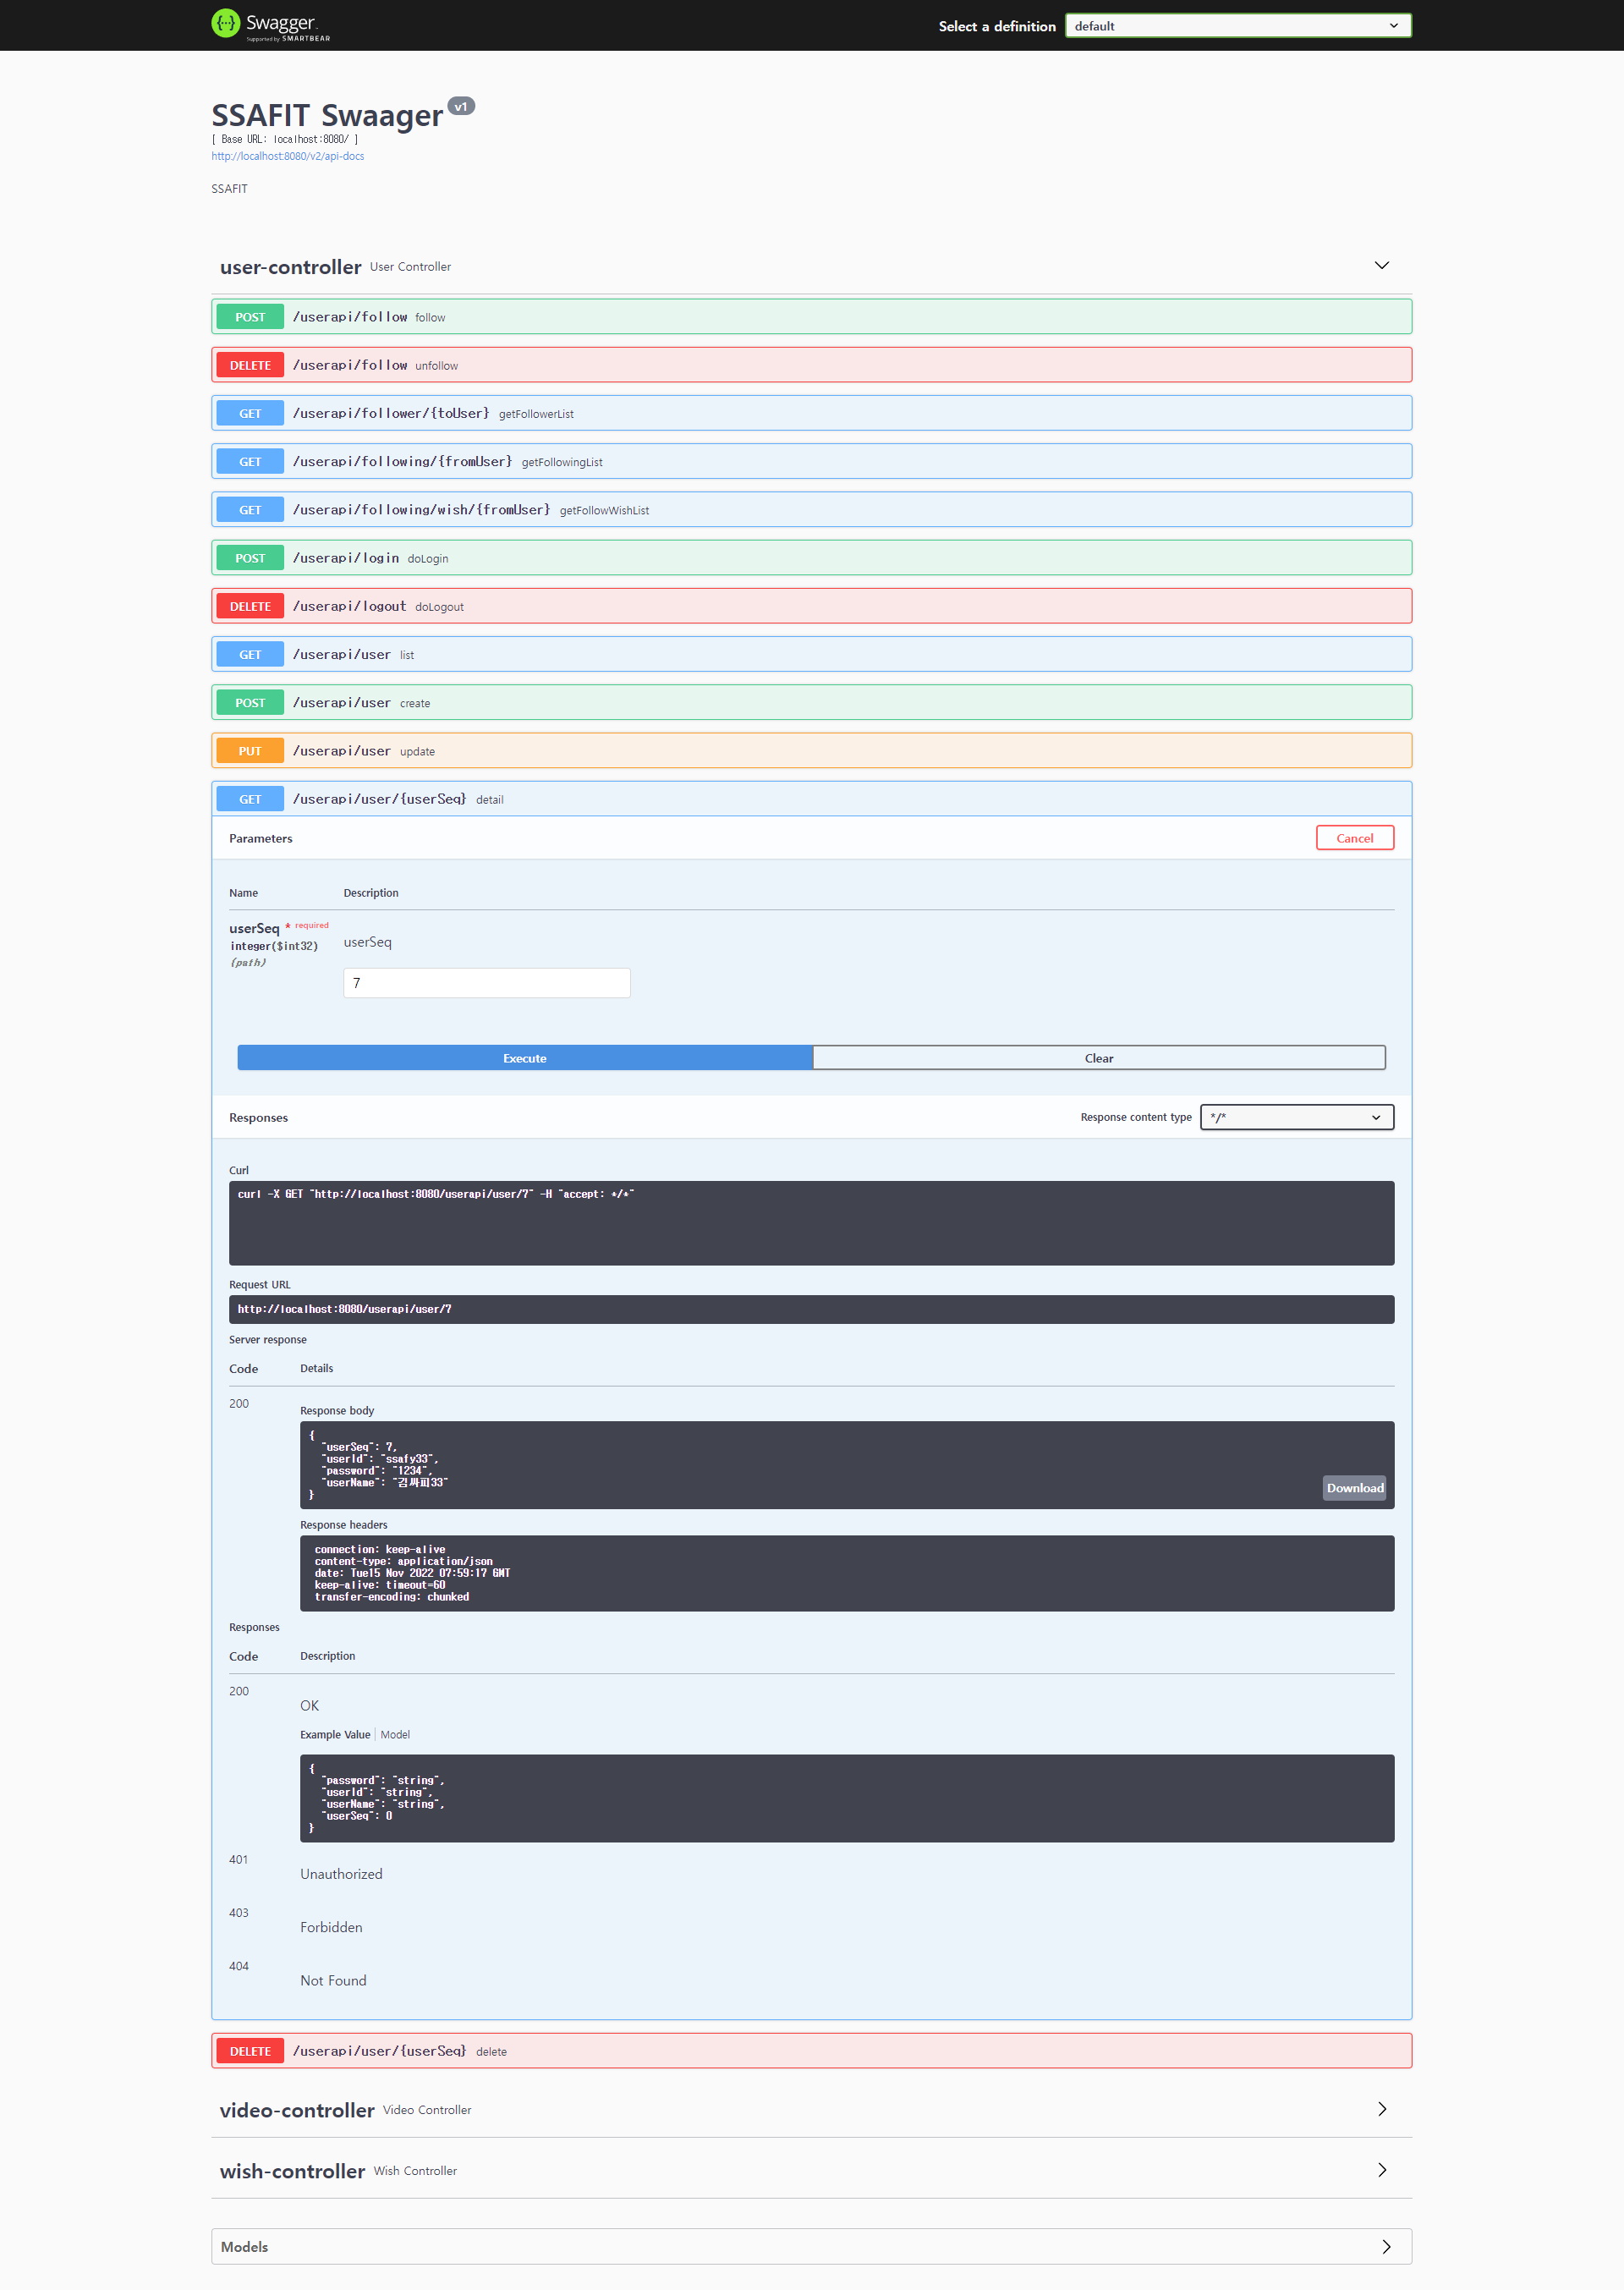 Swagger.
Supported by SMARTBEAR
Select a definition
default
SSAFIT Swaager v1
[ Base URL: localhost:8080/ ]
http://localhost:8080/v2/api-docs
SSAFIT
user-controller User Controller
POST /userapi/follow follow
DELETE /userapi/follow unfollow
GET /userapi/follower/{toUser} getFollowerList
GET /userapi/following/{fromUser} getFollowingList
GET /userapi/following/wish/{fromUser} getFollowWishList
POST /userapi/login doLogin
DELETE /userapi/logout doLogout
GET /userapi/user list
POST /userapi/user create
PUT /userapi/user update
GET /userapi/user/{userSeq} detail
Parameters Cancel
Name Description
userSeq * required
integer($int32)
(path)
userSeq
7
Execute Clear
Responses Response content type */*
Curl
curl -X GET "http://localhost:8080/userapi/user/7" -H "accept: */*"
Request URL
http://localhost:8080/userapi/user/7
Server response
Code Details
200
Response body
{
"userSeq": 7,
"userId": "ssafy33",
"password": "1234",
"userName": "김싸피33"
}
Download
Response headers
connection: keep-alive
content-type: application/json
date: Tue15 Nov 2022 07:59:17 GMT
keep-alive: timeout=60
transfer-encoding: chunked
Responses
Code Description
200
OK
Example Value Model
{
"password": "string",
"userId": "string",
"userName": "string",
"userSeq": 0
}
401
Unauthorized
403
Forbidden
404
Not Found
DELETE /userapi/user/{userSeq} delete
video-controller Video Controller
wish-controller Wish Controller
Models